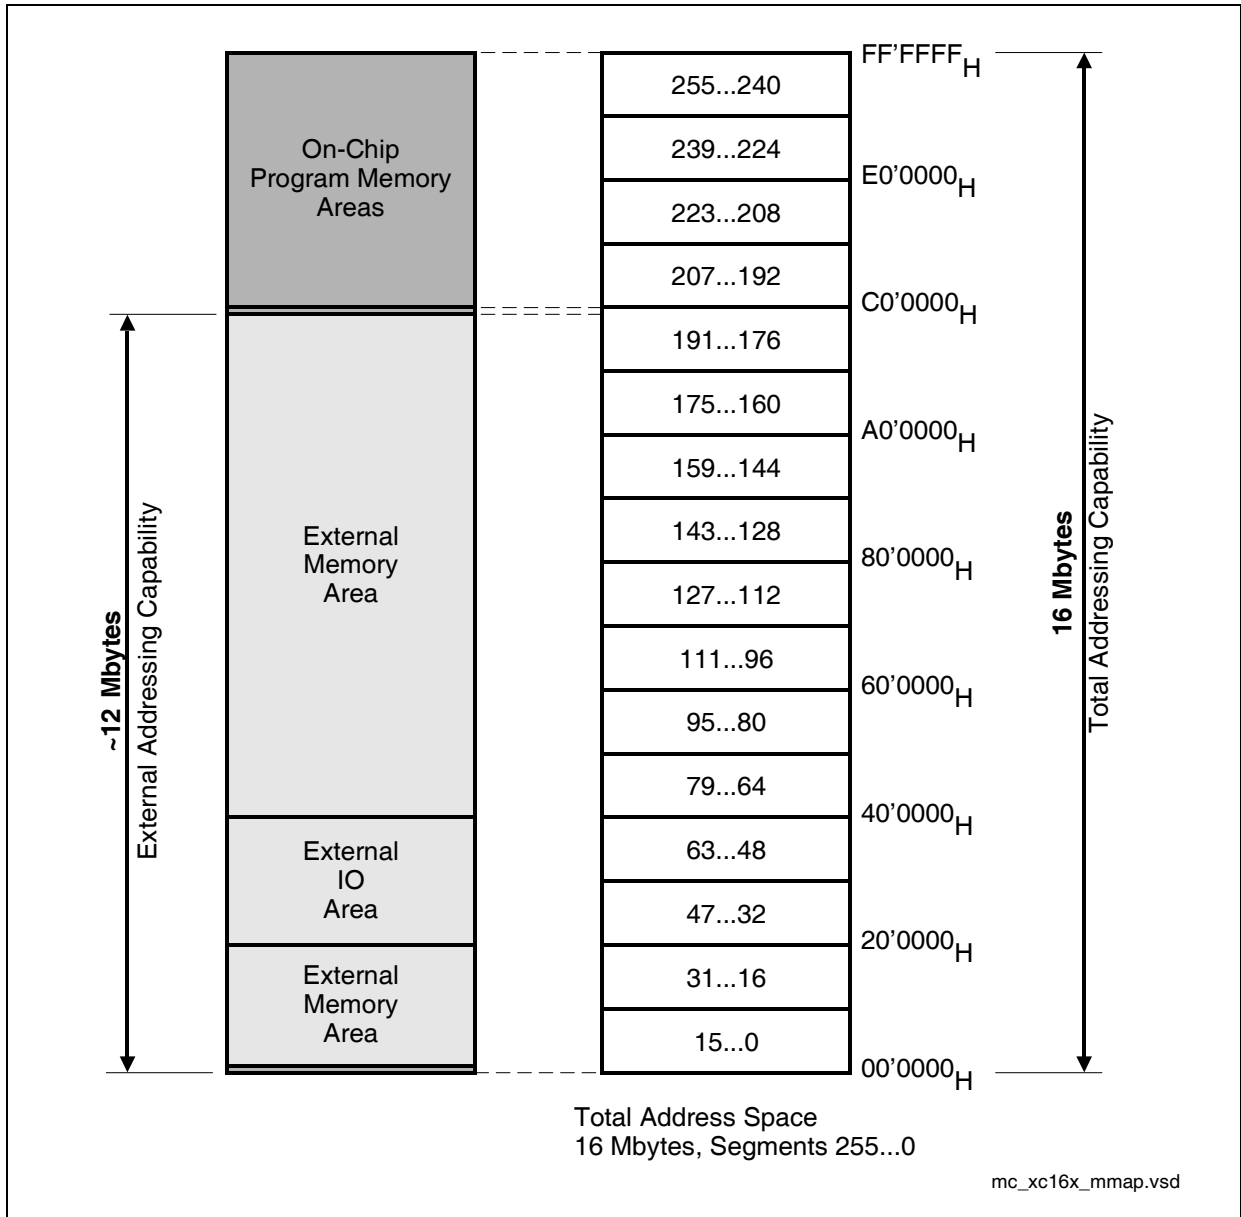 On-Chip
Program Memory
Areas
External
Memory
Area
External
IO
Area
External
Memory
Area
~12 Mbytes
External Addressing Capability
255...240
239...224
223...208
207...192
191...176
175...160
159...144
143...128
127...112
111...96
95...80
79...64
63...48
47...32
31...16
15...0
FF'FFFFH
E0'0000H
C0'0000H
A0'0000H
80'0000H
60'0000H
40'0000H
20'0000H
00'0000H
16 Mbytes
Total Addressing Capability
Total Address Space
16 Mbytes, Segments 255...0
mc_xc16x_mmap.vsd